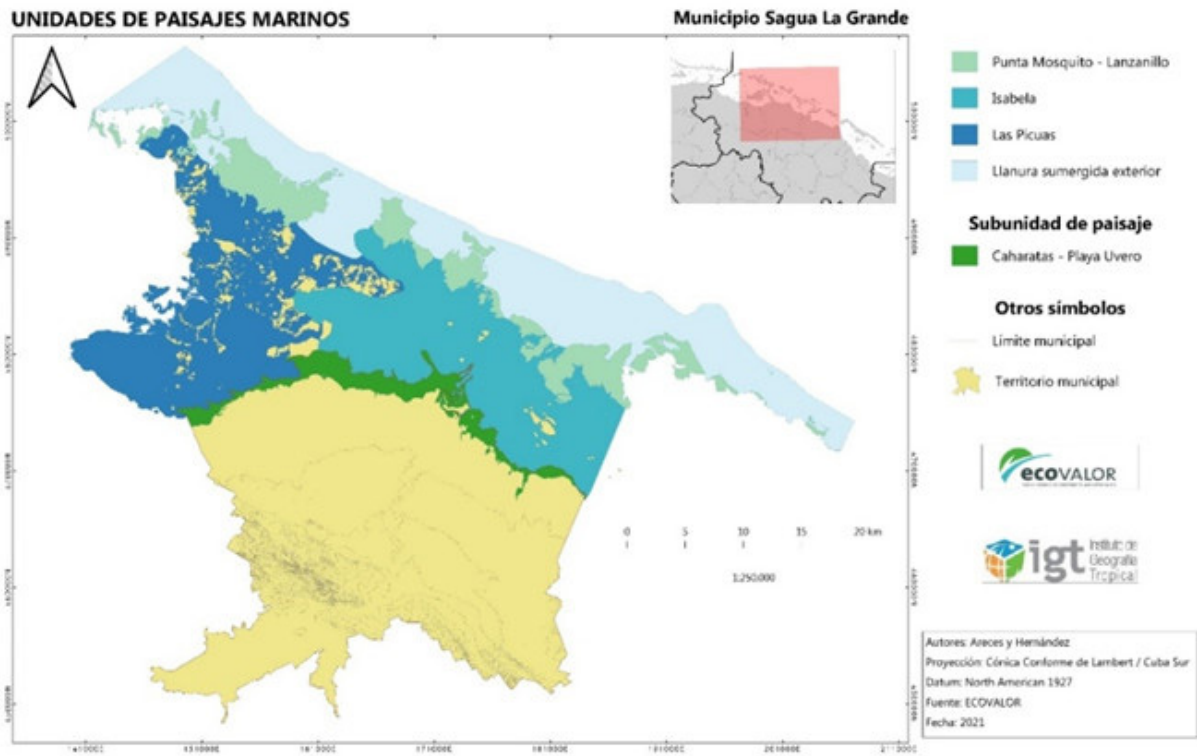 UNIDADES DE PAISAJES MARINOS
Municipio Sagua La Grande
Punta Mosquito - Lanzanillo
Isabela
Las Picuas
Llanura sumergida exterior
Subunidad de paisaje
Caharatas - Playa Uvero
Otros símbolos
Límite municipal
Territorio municipal
ecoVALOR
igt Instituto de
Geografía
Tropical
0 5 10 15 20 km
1:250.000
Autores: Areces y Hernández
Proyección: Cónica Conforme de Lambert / Cuba Sur
Datum: North American 1927
Fuente: ECOVALOR
Fecha: 2021